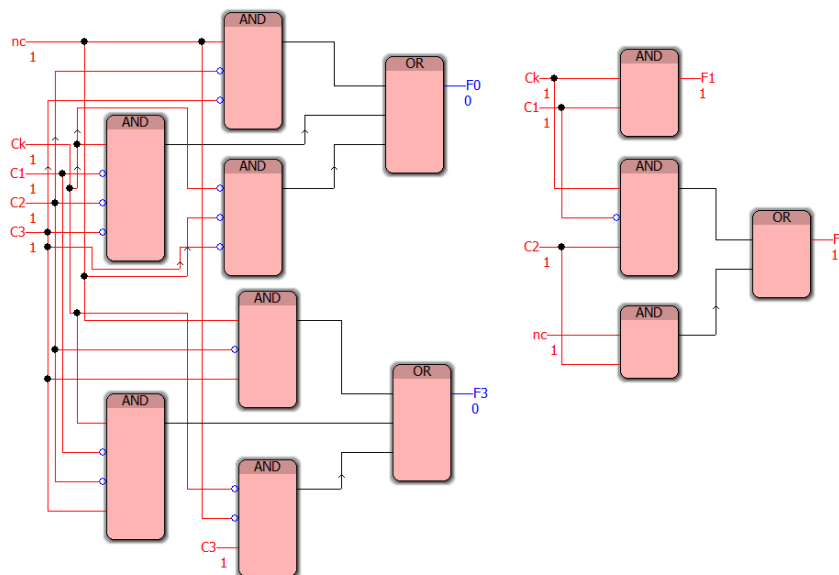 AND
nc
1
OR
F0
0
AND
Ck
1
C1
1
C2
1
C3
1
AND
AND
OR
F3
0
AND
AND
C3
1
Ck
1
C1
1
AND
F1
1
AND
C2
1
OR
F
1
AND
nc
1